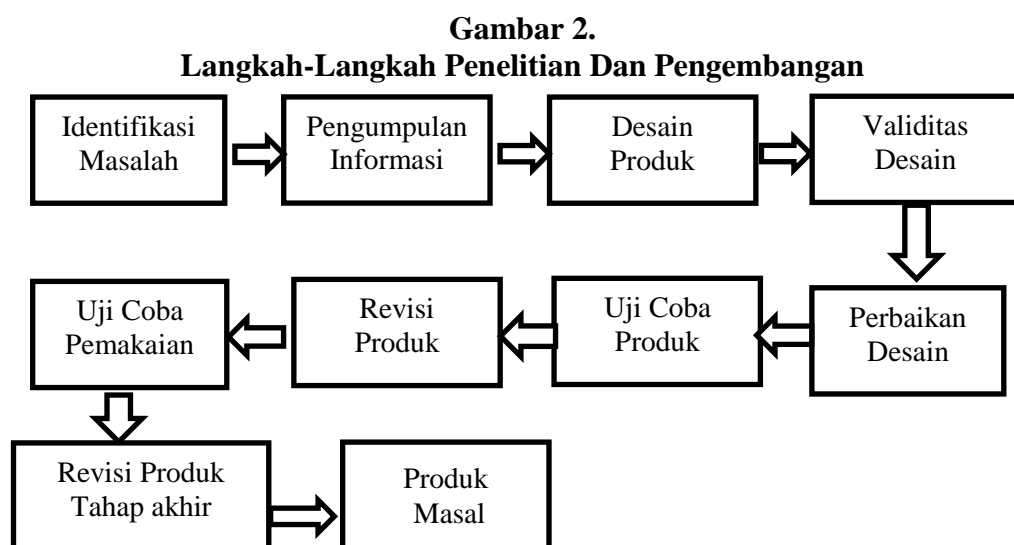 Gambar 2.
Langkah-Langkah Penelitian Dan Pengembangan
Identifikasi
Masalah
Pengumpulan
Informasi
Desain
Produk
Validitas
Desain
Perbaikan
Desain
Uji Coba
Produk
Revisi
Produk
Uji Coba
Pemakaian
Revisi Produk
Tahap akhir
Produk
Masal